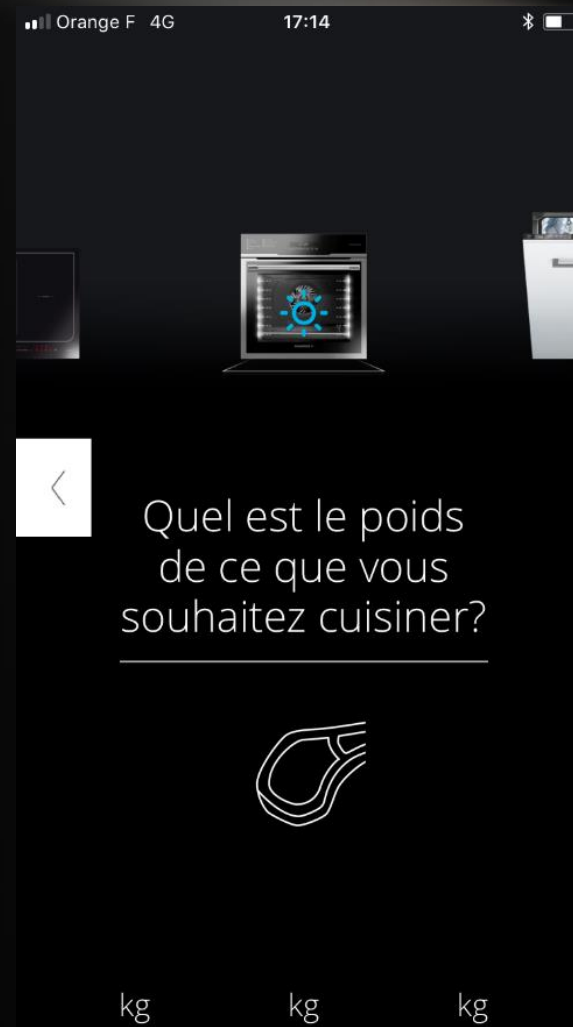 Orange F 4G 17:14
Quel est le poids
de ce que vous
souhaitez cuisiner?
kg kg kg